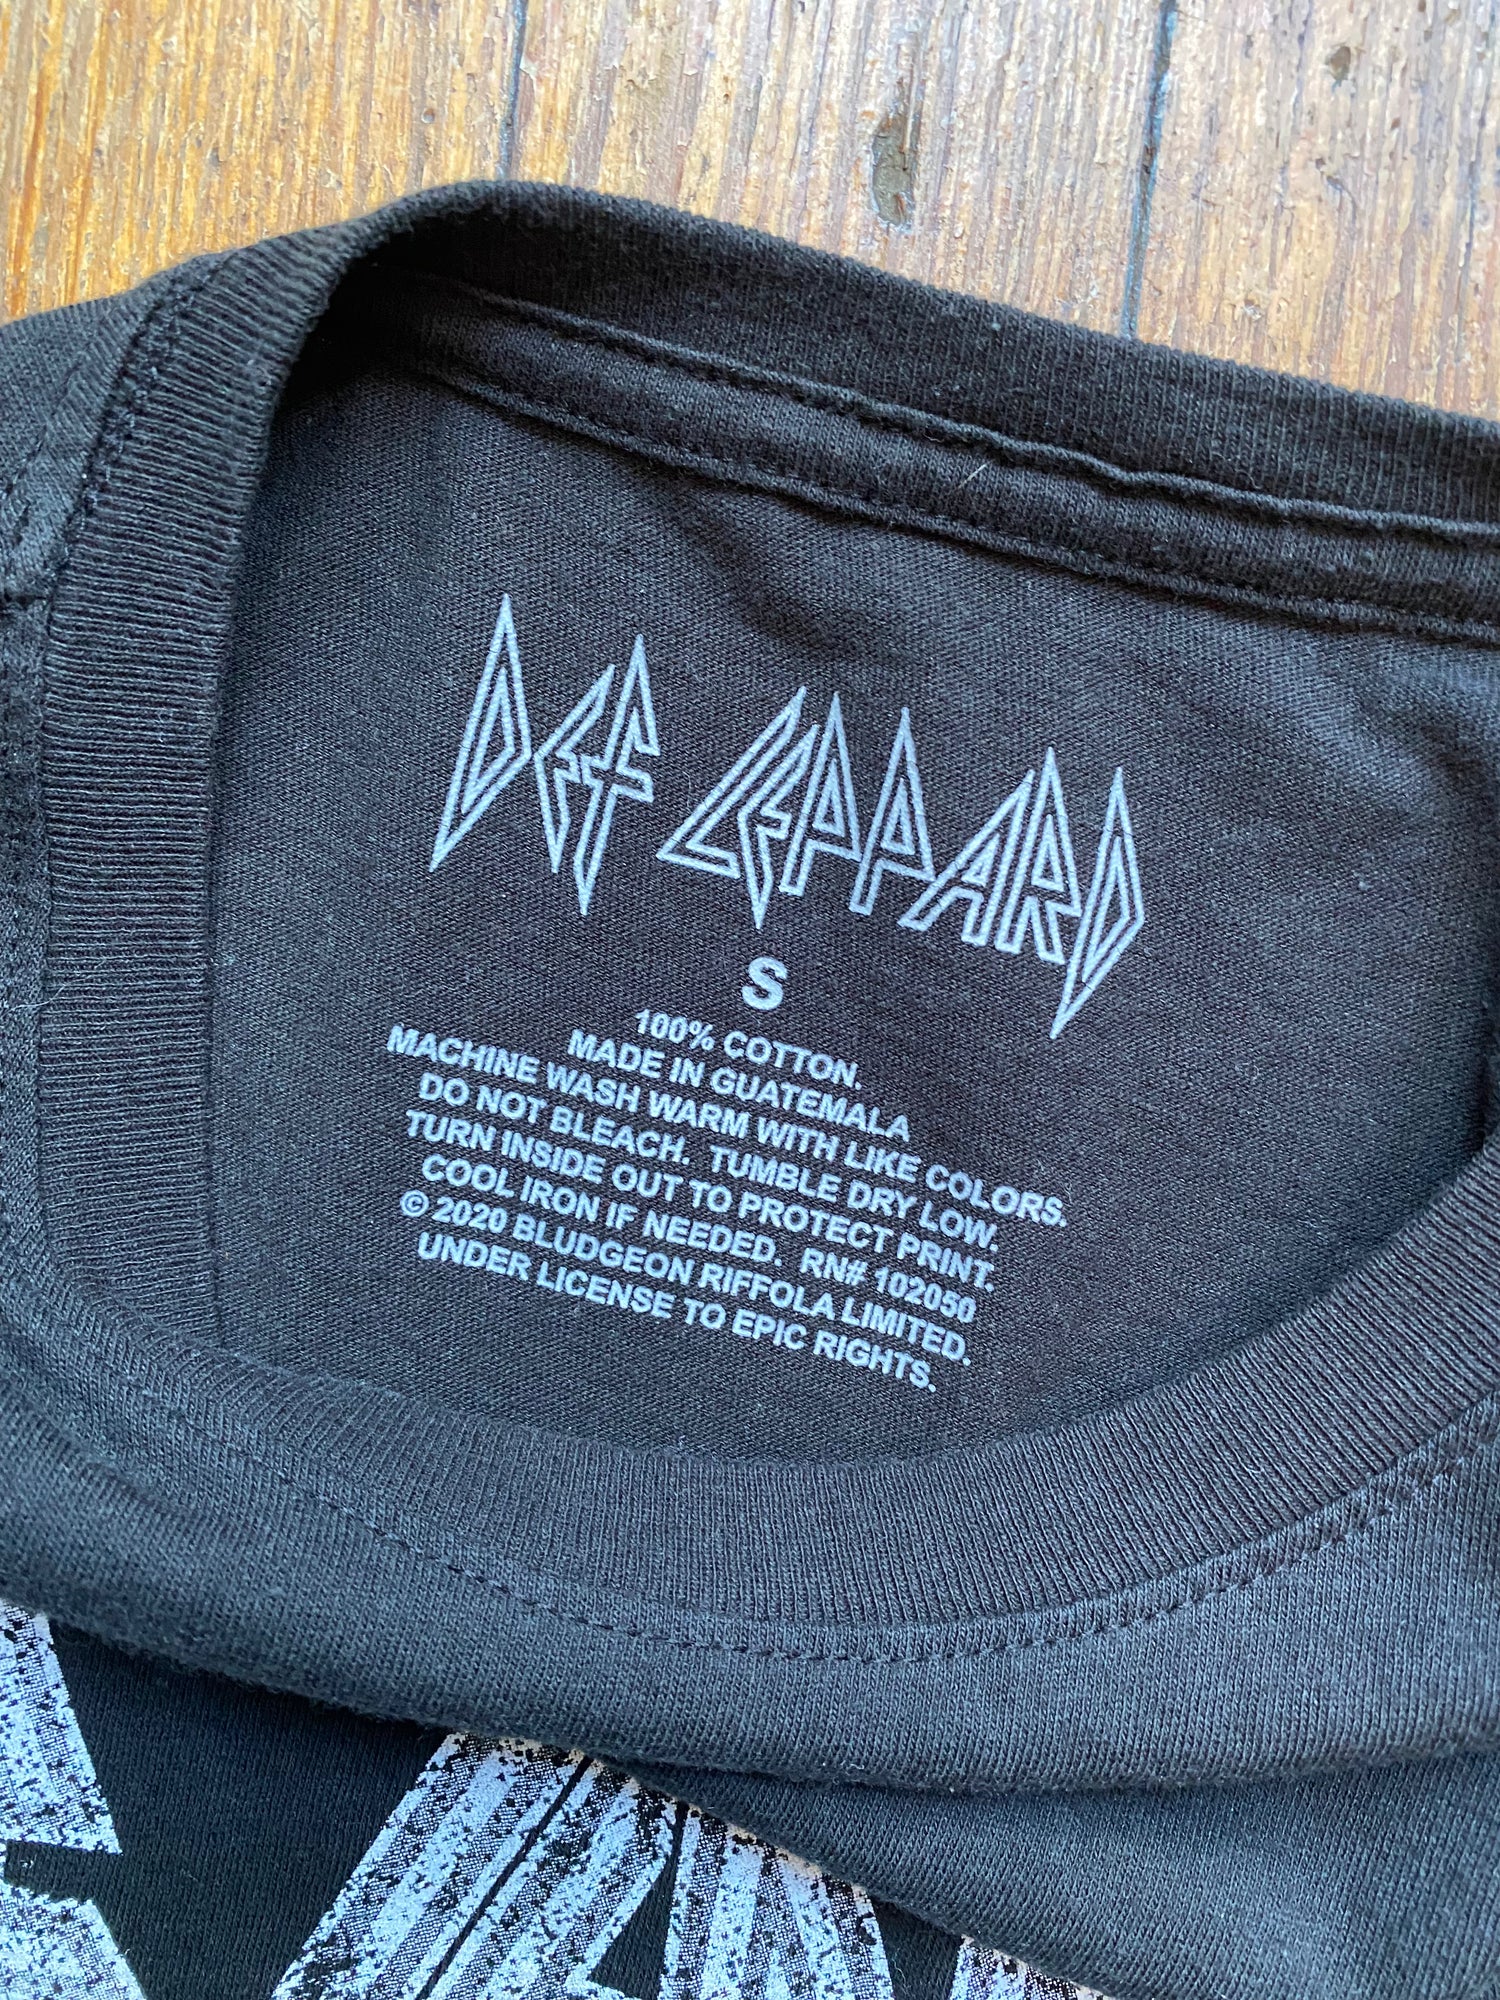 DEF LEPPARD
S
100% COTTON.
MADE IN GUATEMALA
MACHINE WASH WARM WITH LIKE COLORS.
DO NOT BLEACH. TUMBLE DRY LOW.
TURN INSIDE OUT TO PROTECT PRINT.
COOL IRON IF NEEDED. RN# 102050
© 2020 BLUDGEON RIFFOLA LIMITED.
UNDER LICENSE TO EPIC RIGHTS.